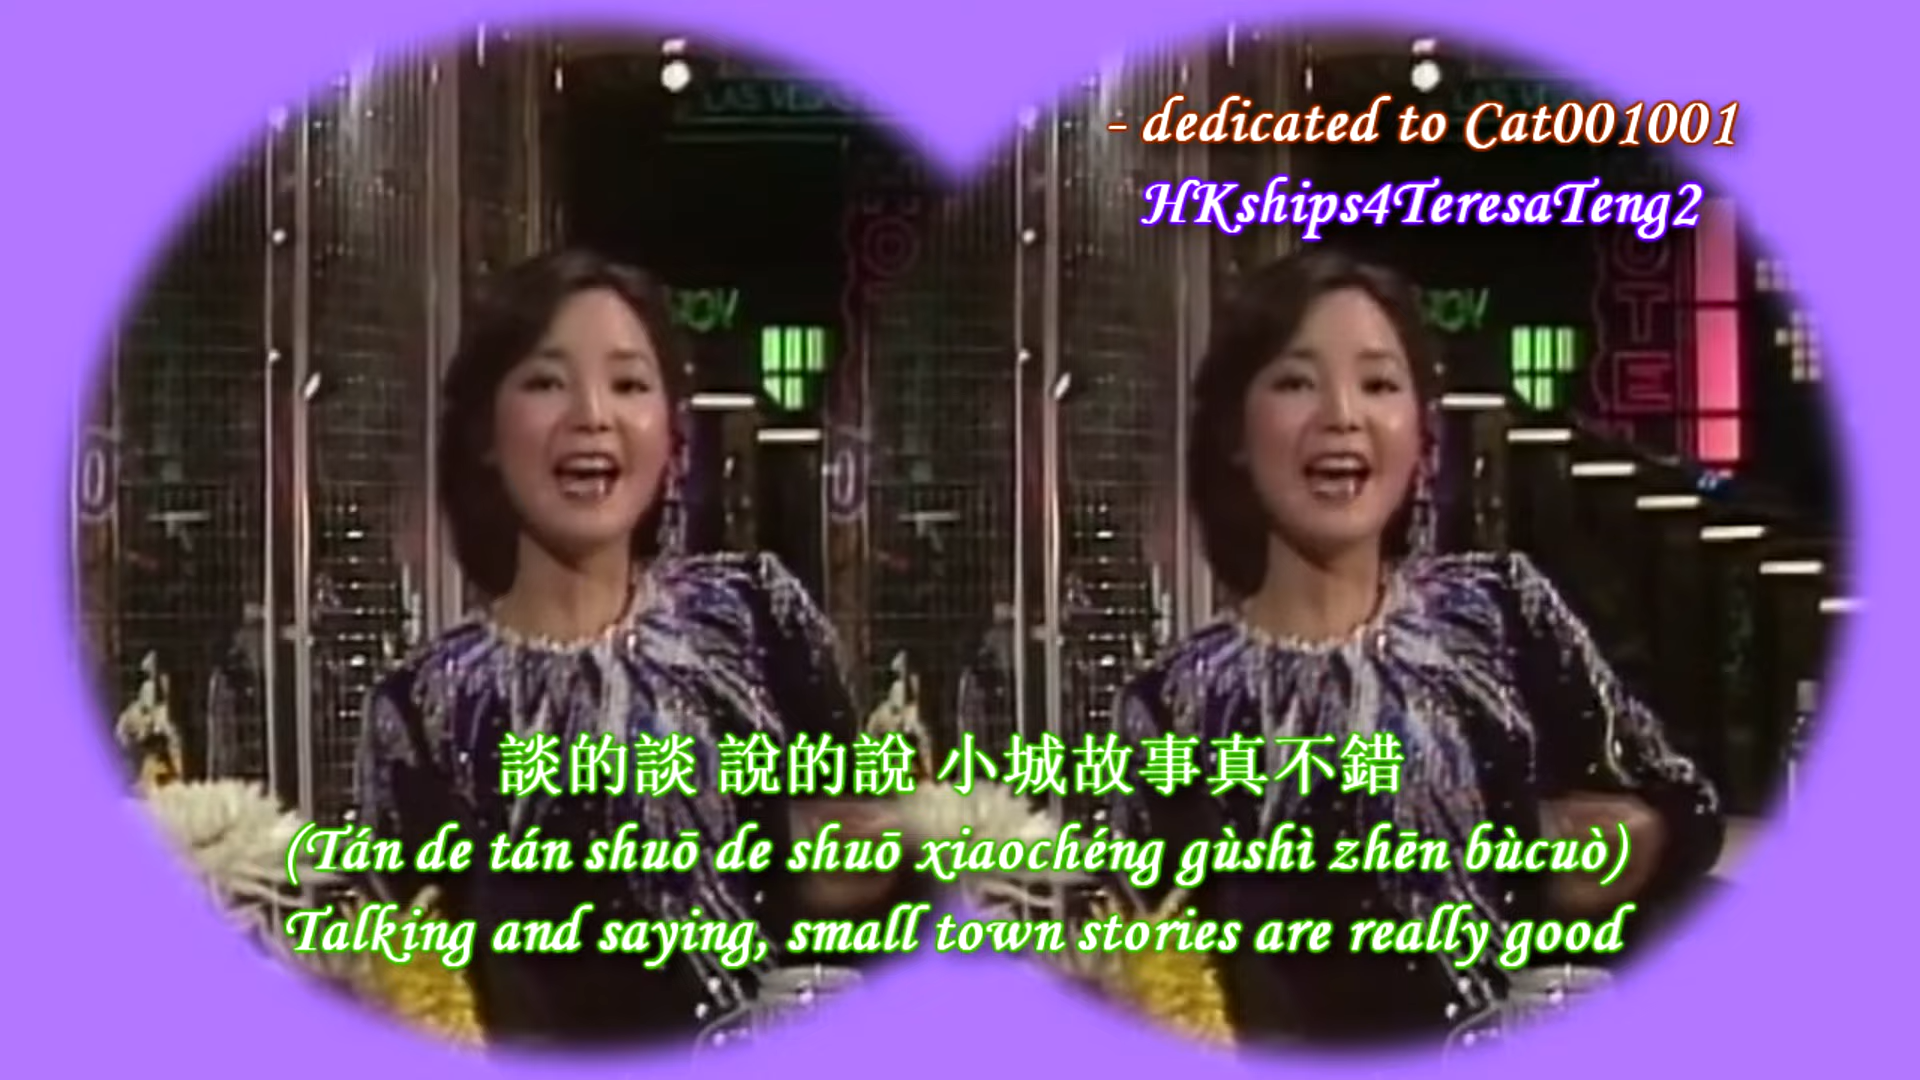 - dedicated to Cat001001
HKships4TeresaTeng2
談的談 說的說 小城故事真不錯
(Tán de tán shuō de shuō xiaochéng gùshì zhēn bùcuò)
Talking and saying, small town stories are really good